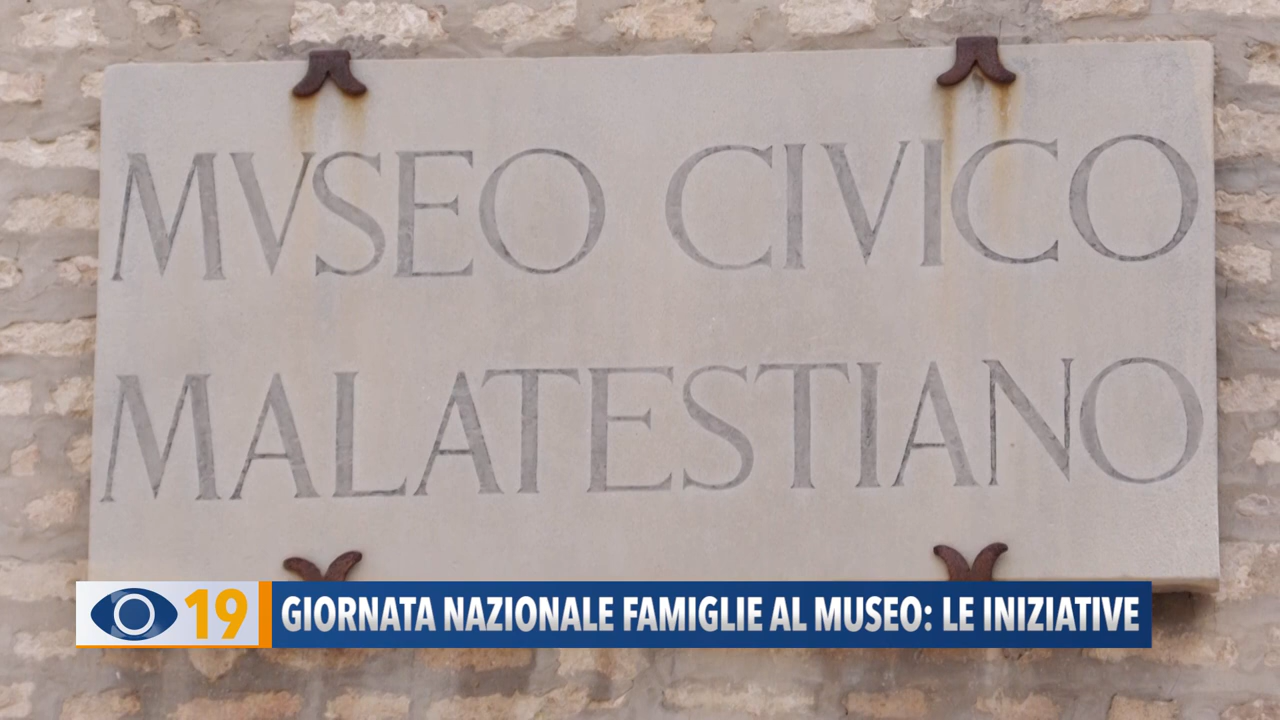 MVSEO CIVICO
MALATESTIANO
19 GIORNATA NAZIONALE FAMIGLIE AL MUSEO: LE INIZIATIVE